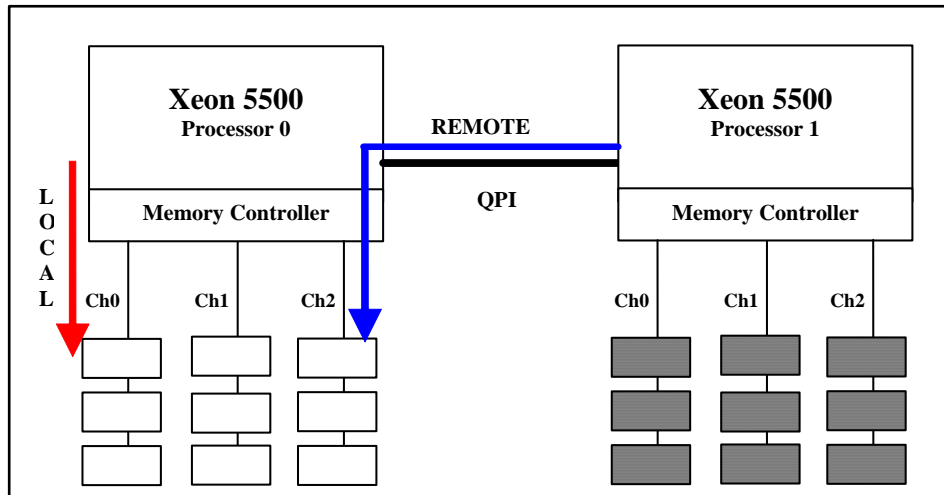 Xeon 5500
Processor 0
Xeon 5500
Processor 1
REMOTE
QPI
L
O
C
A
L
Memory Controller
Memory Controller
Ch0
Ch1
Ch2
Ch0
Ch1
Ch2